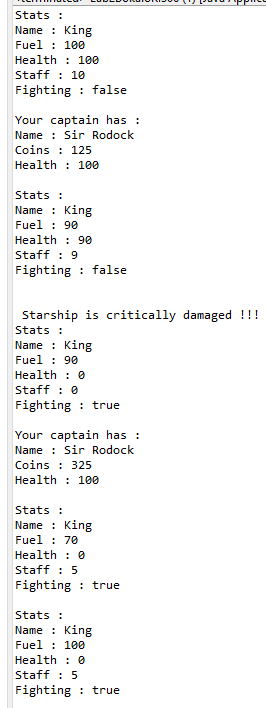 Stats :
Name : King
Fuel : 100
Health : 100
Staff : 10
Fighting : false
Your captain has :
Name : Sir Rodock
Coins : 125
Health : 100
Stats :
Name : King
Fuel : 90
Health : 90
Staff : 9
Fighting : false
Starship is critically damaged !!!
Stats :
Name : King
Fuel : 90
Health : 0
Staff : 0
Fighting : true
Your captain has :
Name : Sir Rodock
Coins : 325
Health : 100
Stats :
Name : King
Fuel : 70
Health : 0
Staff : 5
Fighting : true
Stats :
Name : King
Fuel : 100
Health : 0
Staff : 5
Fighting : true